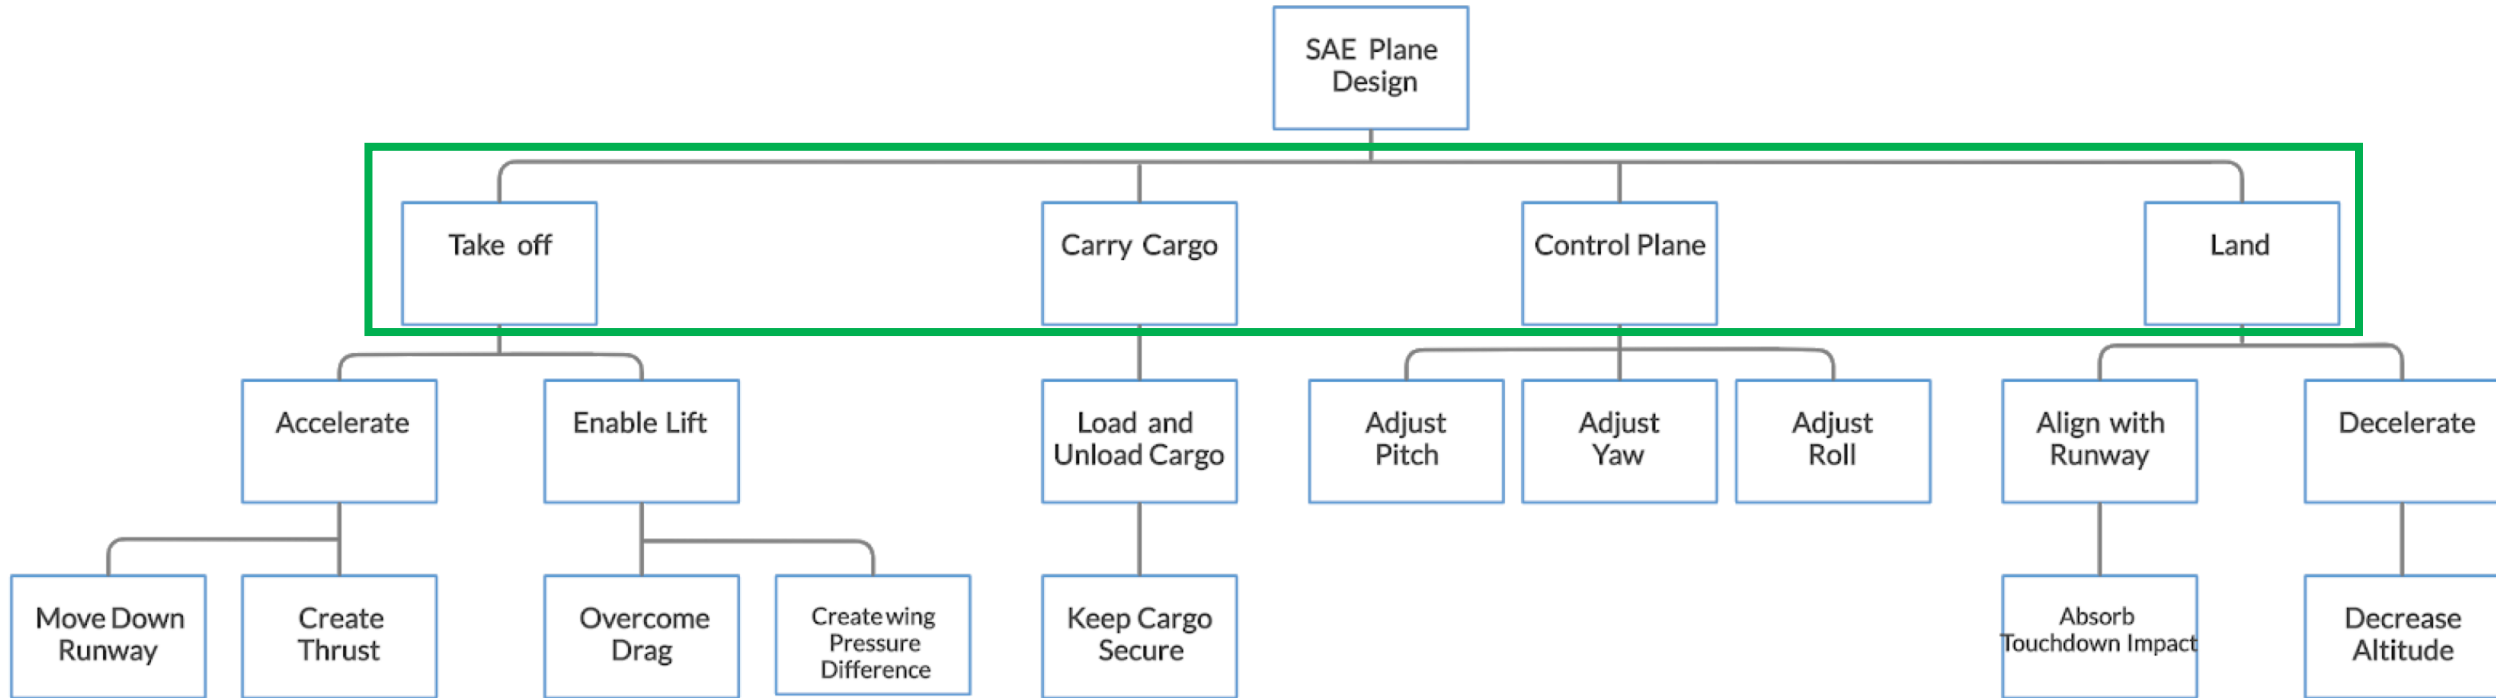 SAE Plane
Design
Take off
Carry Cargo
Control Plane
Land
Accelerate
Enable Lift
Load and
Unload Cargo
Adjust
Pitch
Adjust
Yaw
Adjust
Roll
Align with
Runway
Decelerate
Move Down
Runway
Create
Thrust
Overcome
Drag
Create wing
Pressure
Difference
Keep Cargo
Secure
Absorb
Touchdown Impact
Decrease
Altitude